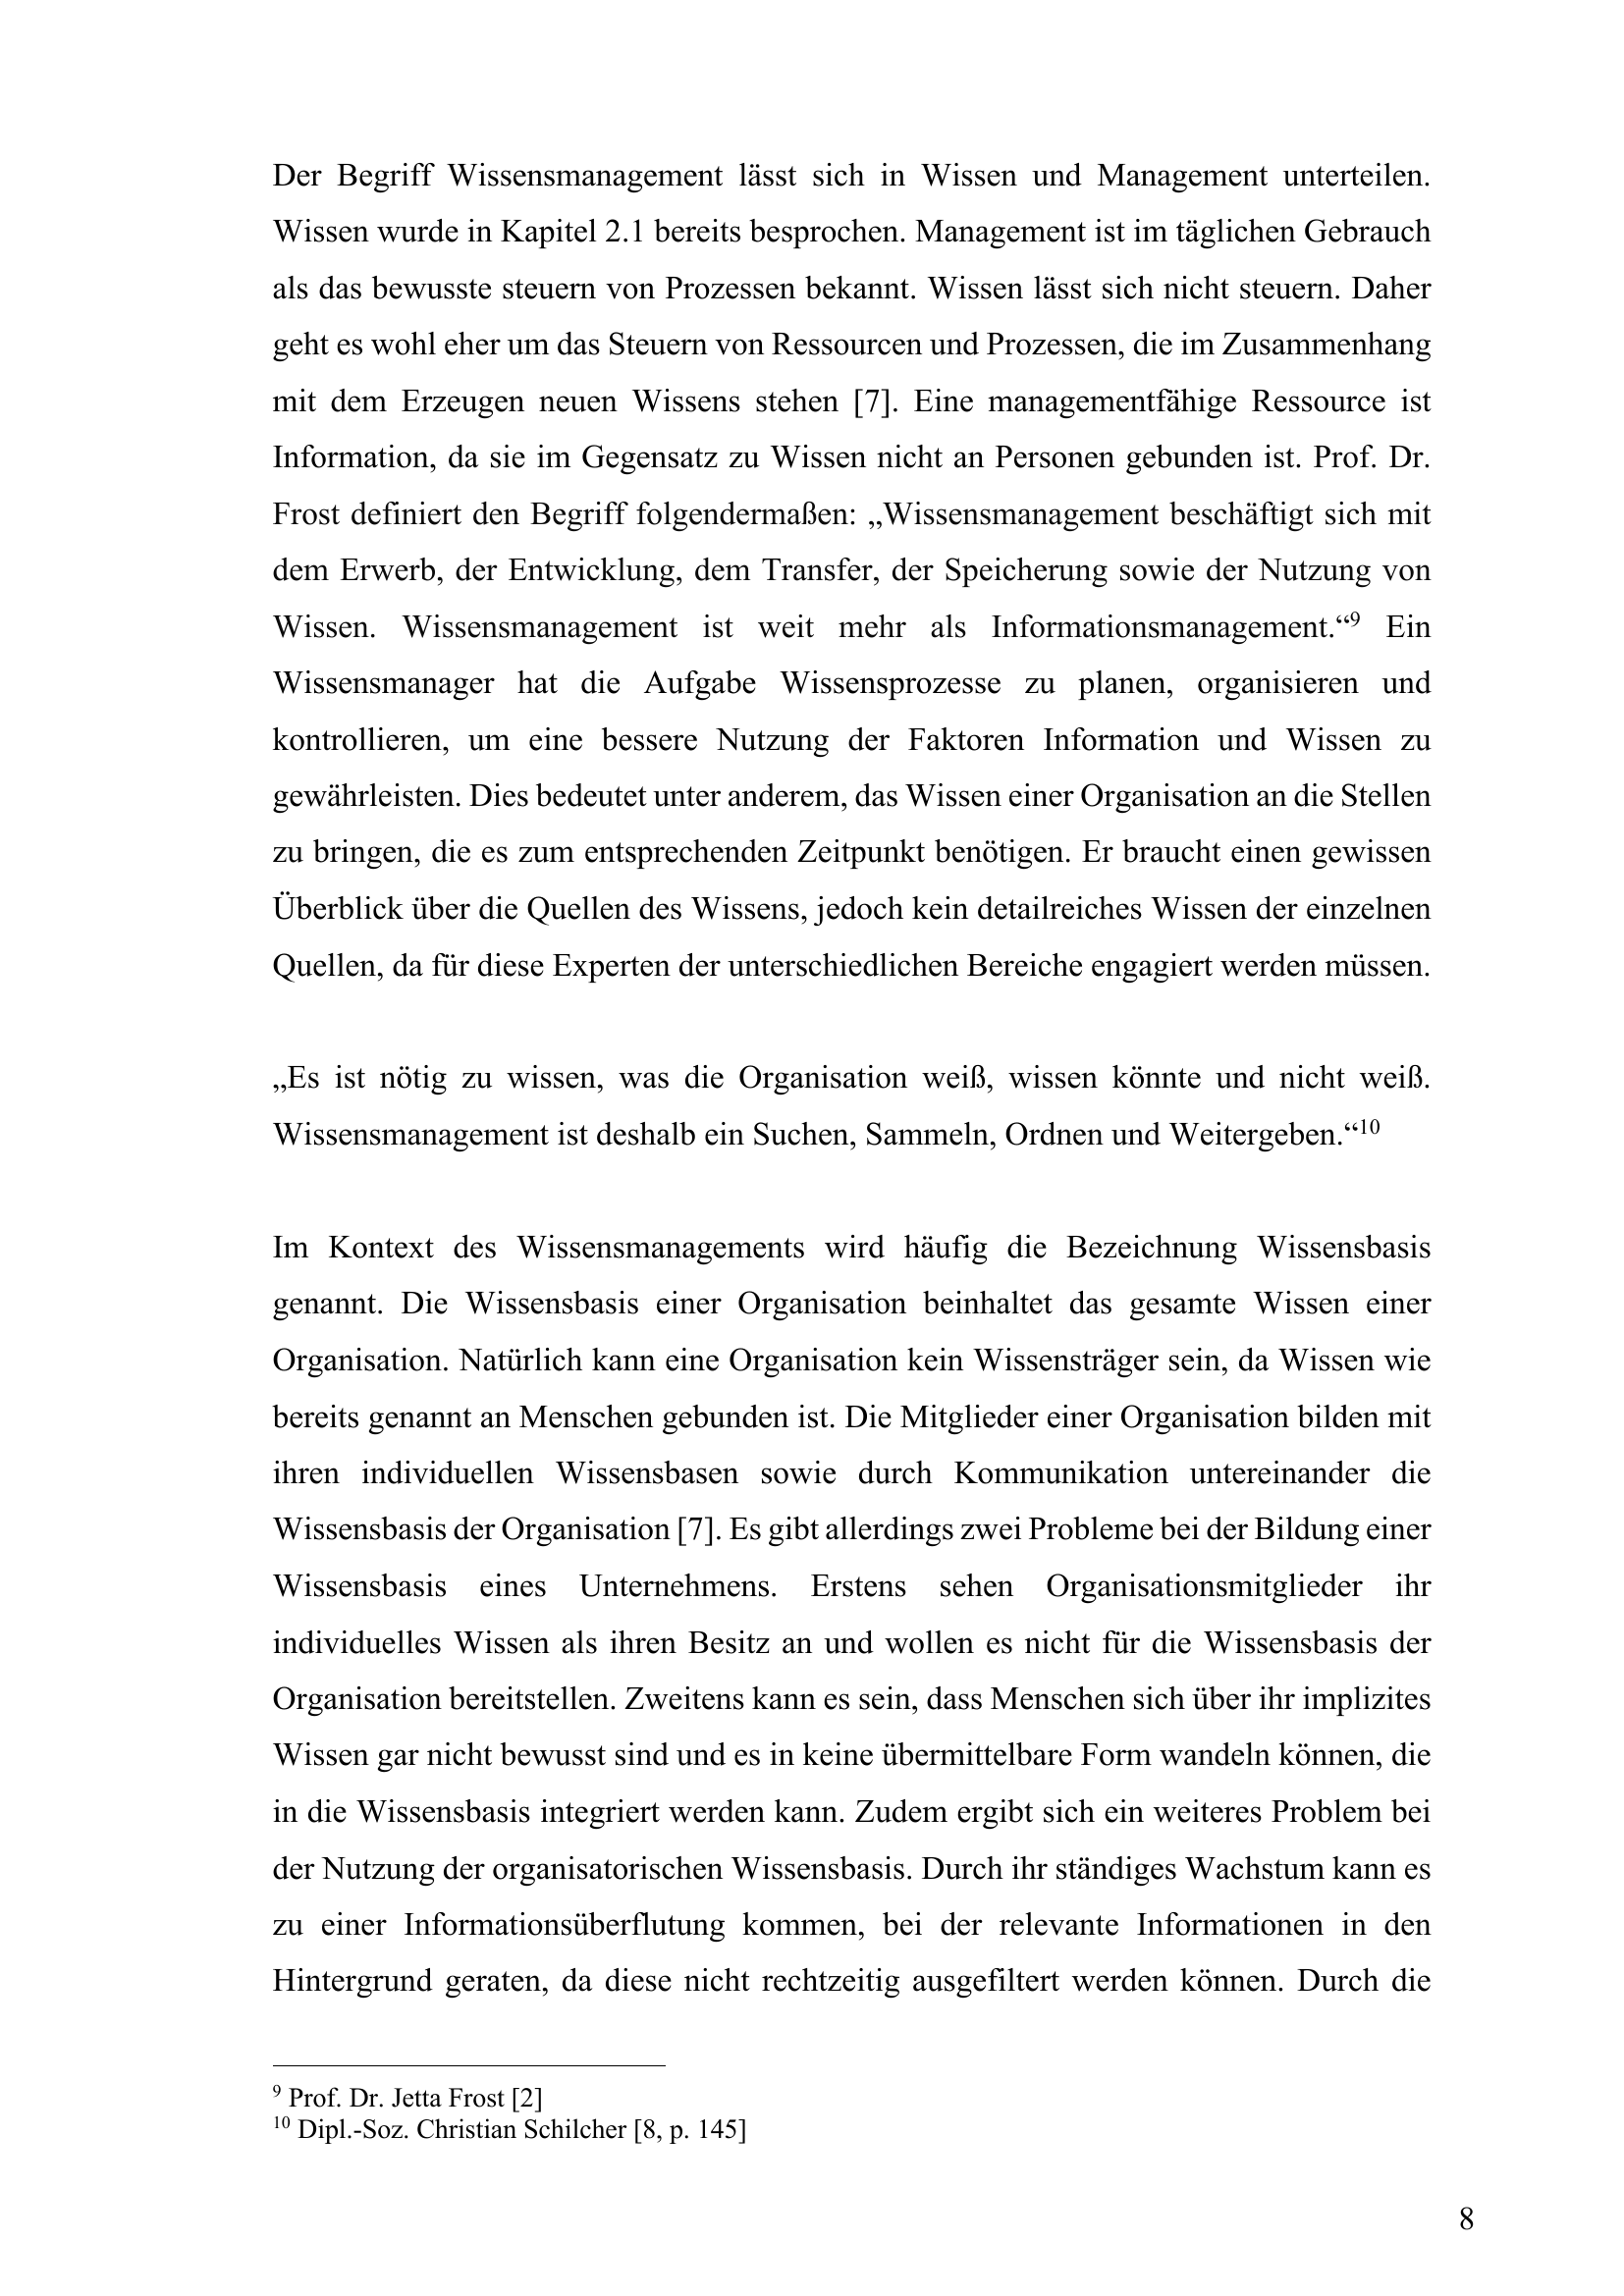 Der Begriff Wissensmanagement lässt sich in Wissen und Management unterteilen.
Wissen wurde in Kapitel 2.1 bereits besprochen. Management ist im täglichen Gebrauch
als das bewusste steuern von Prozessen bekannt. Wissen lässt sich nicht steuern. Daher
geht es wohl eher um das Steuern von Ressourcen und Prozessen, die im Zusammenhang
mit dem Erzeugen neuen Wissens stehen [7]. Eine managementfähige Ressource ist
Information, da sie im Gegensatz zu Wissen nicht an Personen gebunden ist. Prof. Dr.
Frost definiert den Begriff folgendermaßen: „Wissensmanagement beschäftigt sich mit
dem Erwerb, der Entwicklung, dem Transfer, der Speicherung sowie der Nutzung von
Wissen. Wissensmanagement ist weit mehr als Informationsmanagement.“9 Ein
Wissensmanager hat die Aufgabe Wissensprozesse zu planen, organisieren und
kontrollieren, um eine bessere Nutzung der Faktoren Information und Wissen zu
gewährleisten. Dies bedeutet unter anderem, das Wissen einer Organisation an die Stellen
zu bringen, die es zum entsprechenden Zeitpunkt benötigen. Er braucht einen gewissen
Überblick über die Quellen des Wissens, jedoch kein detailreiches Wissen der einzelnen
Quellen, da für diese Experten der unterschiedlichen Bereiche engagiert werden müssen.
„Es ist nötig zu wissen, was die Organisation weiß, wissen könnte und nicht weiß.
Wissensmanagement ist deshalb ein Suchen, Sammeln, Ordnen und Weitergeben.“10
Im Kontext des Wissensmanagements wird häufig die Bezeichnung Wissensbasis
genannt. Die Wissensbasis einer Organisation beinhaltet das gesamte Wissen einer
Organisation. Natürlich kann eine Organisation kein Wissensträger sein, da Wissen wie
bereits genannt an Menschen gebunden ist. Die Mitglieder einer Organisation bilden mit
ihren individuellen Wissensbasen sowie durch Kommunikation untereinander die
Wissensbasis der Organisation [7]. Es gibt allerdings zwei Probleme bei der Bildung einer
Wissensbasis eines Unternehmens. Erstens sehen Organisationsmitglieder ihr
individuelles Wissen als ihren Besitz an und wollen es nicht für die Wissensbasis der
Organisation bereitstellen. Zweitens kann es sein, dass Menschen sich über ihr implizites
Wissen gar nicht bewusst sind und es in keine übermittelbare Form wandeln können, die
in die Wissensbasis integriert werden kann. Zudem ergibt sich ein weiteres Problem bei
der Nutzung der organisatorischen Wissensbasis. Durch ihr ständiges Wachstum kann es
zu einer Informationsüberflutung kommen, bei der relevante Informationen in den
Hintergrund geraten, da diese nicht rechtzeitig ausgefiltert werden können. Durch die
9 Prof. Dr. Jetta Frost [2]
10 Dipl.-Soz. Christian Schilcher [8, p. 145]
8